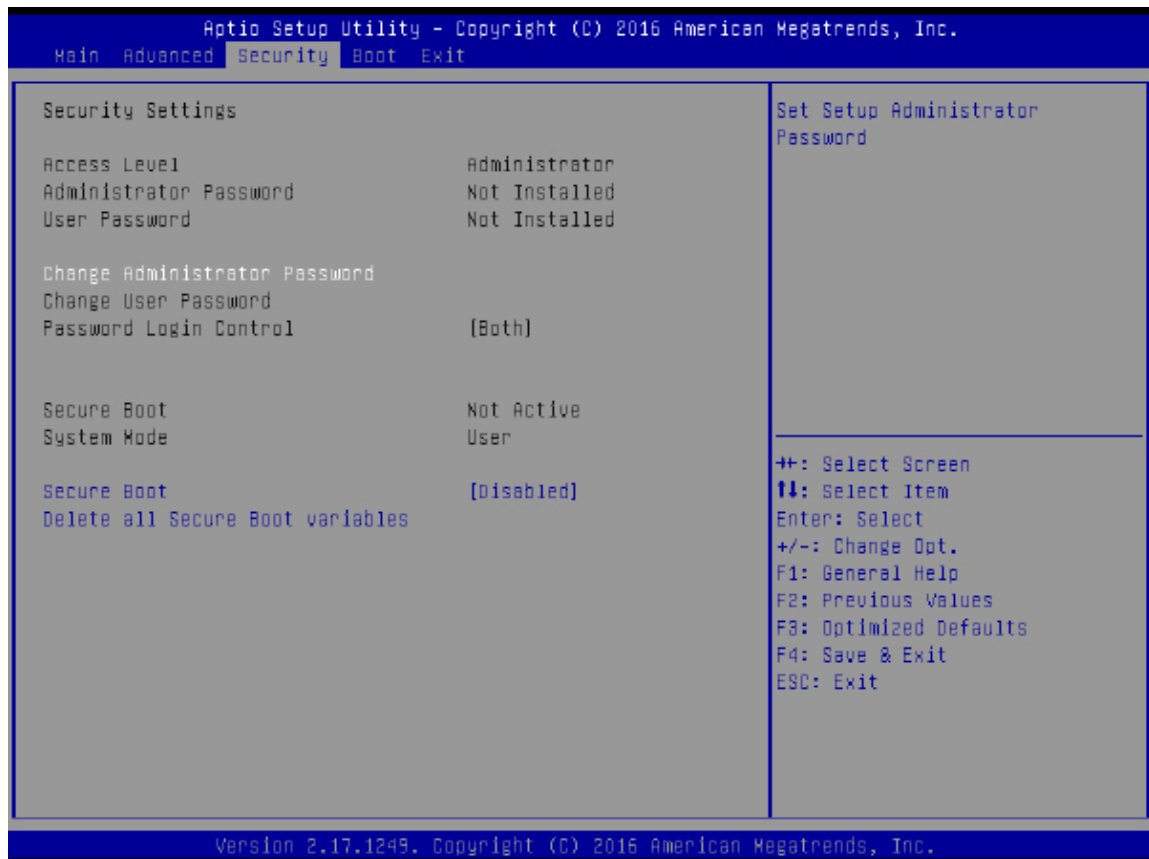 Aptio Setup Utility - Copyright (C) 2016 American Megatrends, Inc.
Main Advanced Security Boot Exit
Security Settings
Access Level Administrator
Administrator Password Not Installed
User Password Not Installed
Change Administrator Password
Change User Password
Password Login Control [Both]
Secure Boot Not Active
System Mode User
Secure Boot [Disabled]
Delete all Secure Boot variables
Set Setup Administrator
Password
→←: Select Screen
↑↓: Select Item
Enter: Select
+/-: Change Opt.
F1: General Help
F2: Previous Values
F3: Optimized Defaults
F4: Save & Exit
ESC: Exit
Version 2.17.1249. Copyright (C) 2016 American Megatrends, Inc.